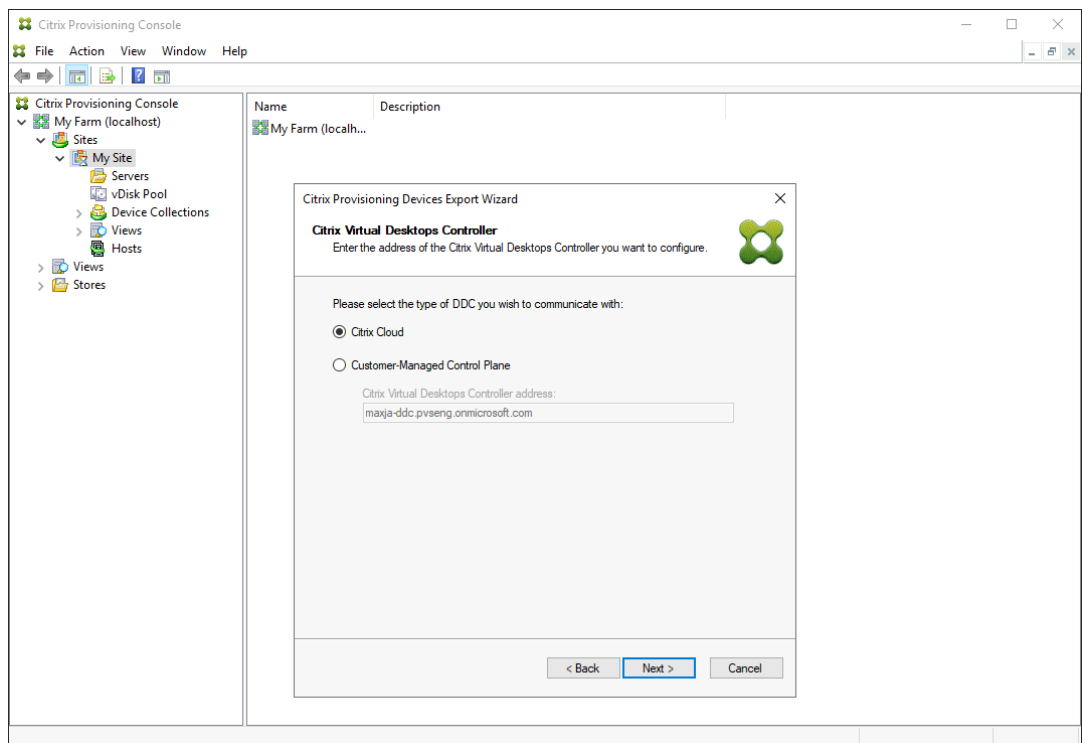 Citrix Provisioning Console
File Action View Window Help
Citrix Provisioning Console
My Farm (localhost)
Sites
My Site
Servers
vDisk Pool
Device Collections
Views
Hosts
Views
Stores
Name Description
My Farm (localh...
Citrix Provisioning Devices Export Wizard
Citrix Virtual Desktops Controller
Enter the address of the Citrix Virtual Desktops Controller you want to configure.
Please select the type of DDC you wish to communicate with:
Citrix Cloud
Customer-Managed Control Plane
Citrix Virtual Desktops Controller address:
maxja-ddc.pvseng.onmicrosoft.com
< Back Next > Cancel